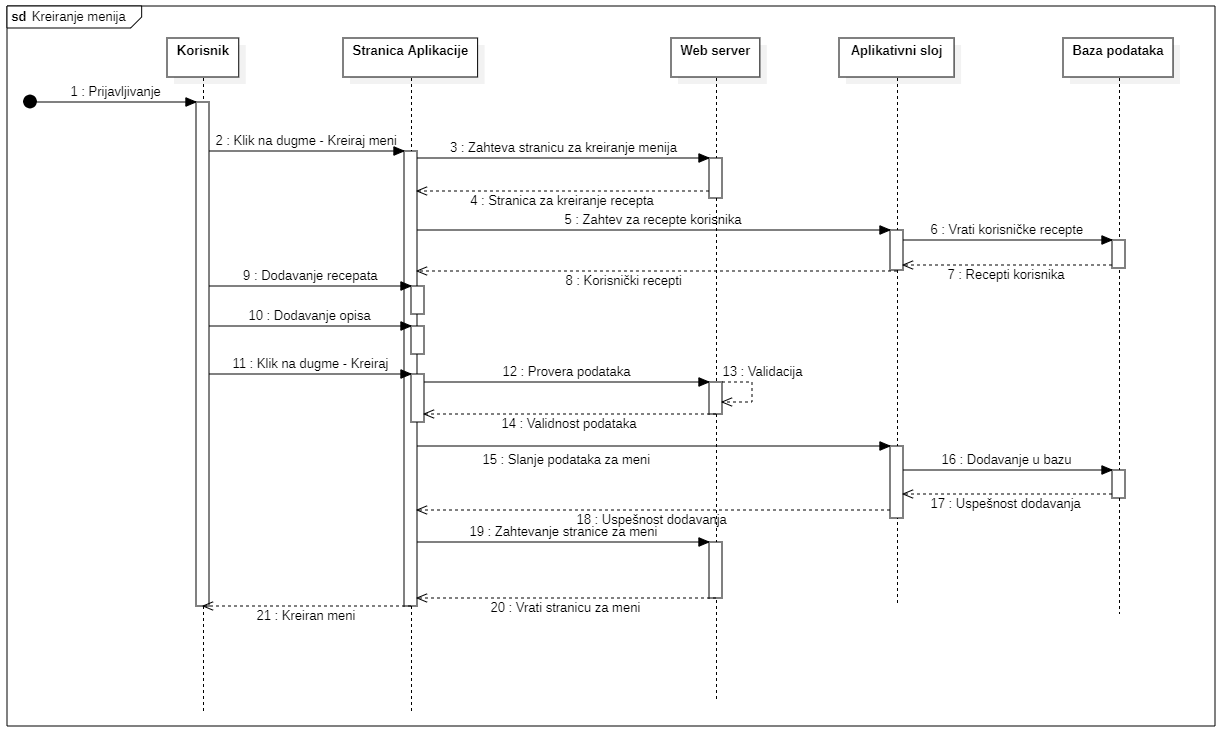 sd Kreiranje menija
Korisnik
Stranica Aplikacije
Web server
Aplikativni sloj
Baza podataka
1 : Prijavljivanje
2 : Klik na dugme - Kreiraj meni
3 : Zahteva stranicu za kreiranje menija
4 : Stranica za kreiranje recepta
5 : Zahtev za recepte korisnika
6 : Vrati korisničke recepte
7 : Recepti korisnika
8 : Korisnički recepti
9 : Dodavanje recepata
10 : Dodavanje opisa
11 : Klik na dugme - Kreiraj
12 : Provera podataka
13 : Validacija
14 : Validnost podataka
15 : Slanje podataka za meni
16 : Dodavanje u bazu
17 : Uspešnost dodavanja
18 : Uspešnost dodavanja
19 : Zahtevanje stranice za meni
20 : Vrati stranicu za meni
21 : Kreiran meni